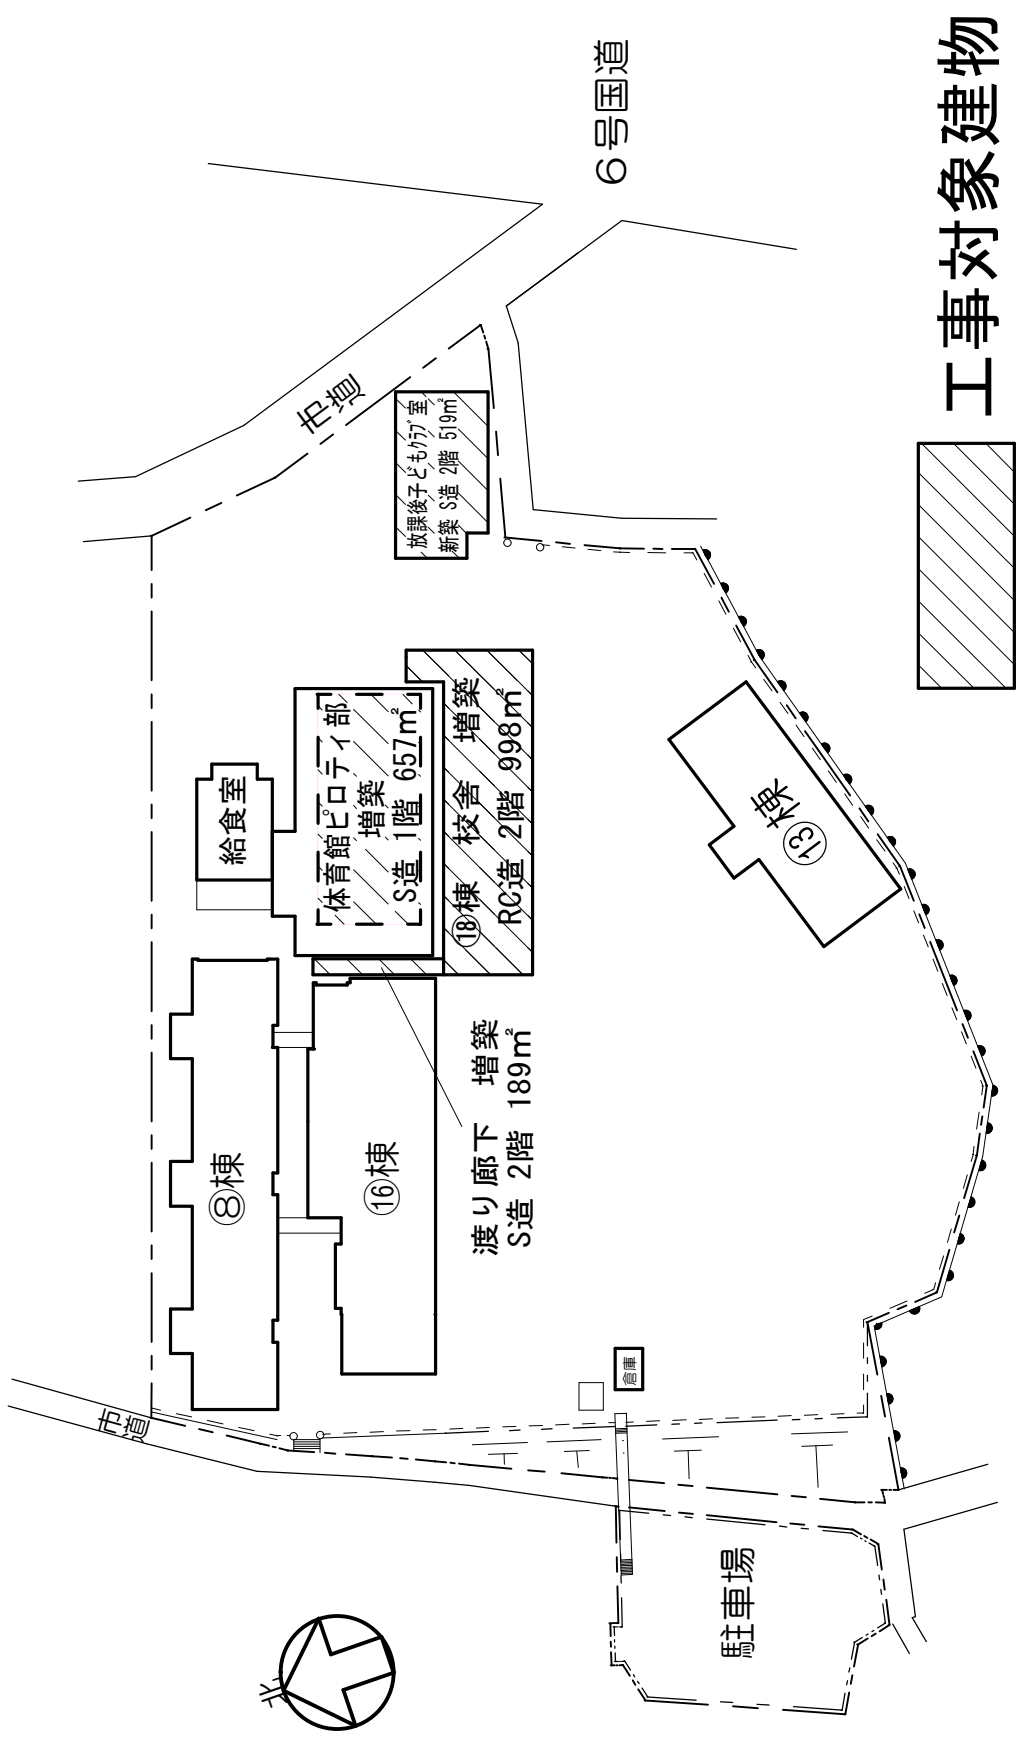 6号国道
市道
放課後子どもクラブ室
新築 S造 2階 519m²
給食室
体育館ピロティ部
増築
S造 1階 657m²
⑱棟 校舎 増築
RC造 2階 998m²
⑬棟
渡り廊下 増築
S造 2階 189m²
⑧棟
⑯棟
倉庫
市道
駐車場
北
工事対象建物